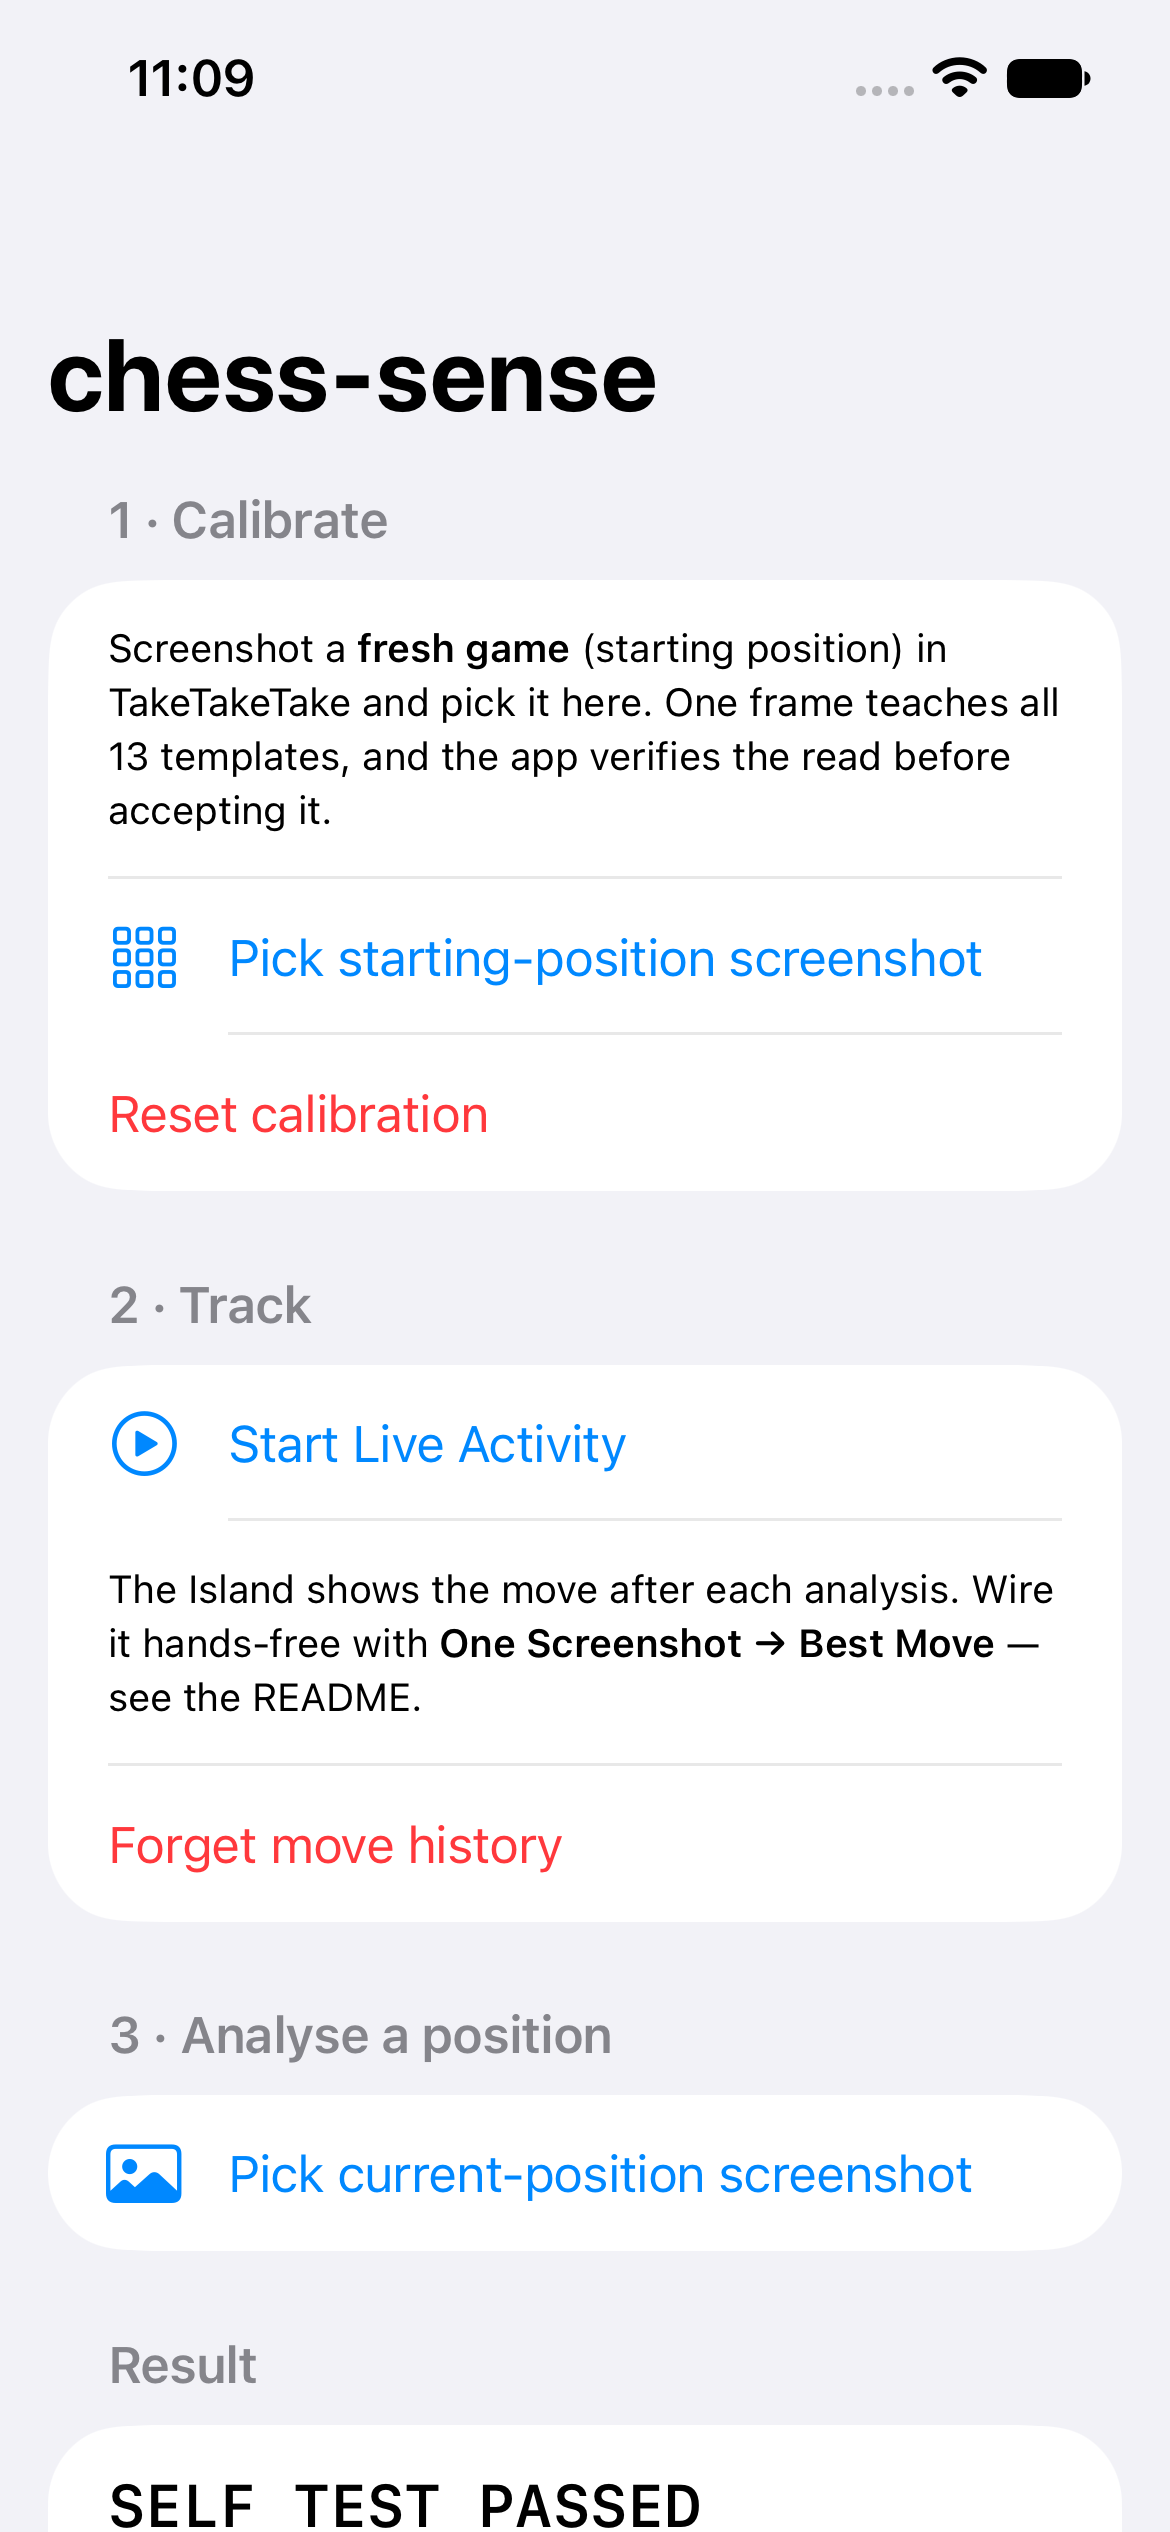 11:09
chess-sense
1 · Calibrate
Screenshot a fresh game (starting position) in
TakeTakeTake and pick it here. One frame teaches all
13 templates, and the app verifies the read before
accepting it.
Pick starting-position screenshot
Reset calibration
2 · Track
Start Live Activity
The Island shows the move after each analysis. Wire
it hands-free with One Screenshot → Best Move —
see the README.
Forget move history
3 · Analyse a position
Pick current-position screenshot
Result
SELF TEST PASSED